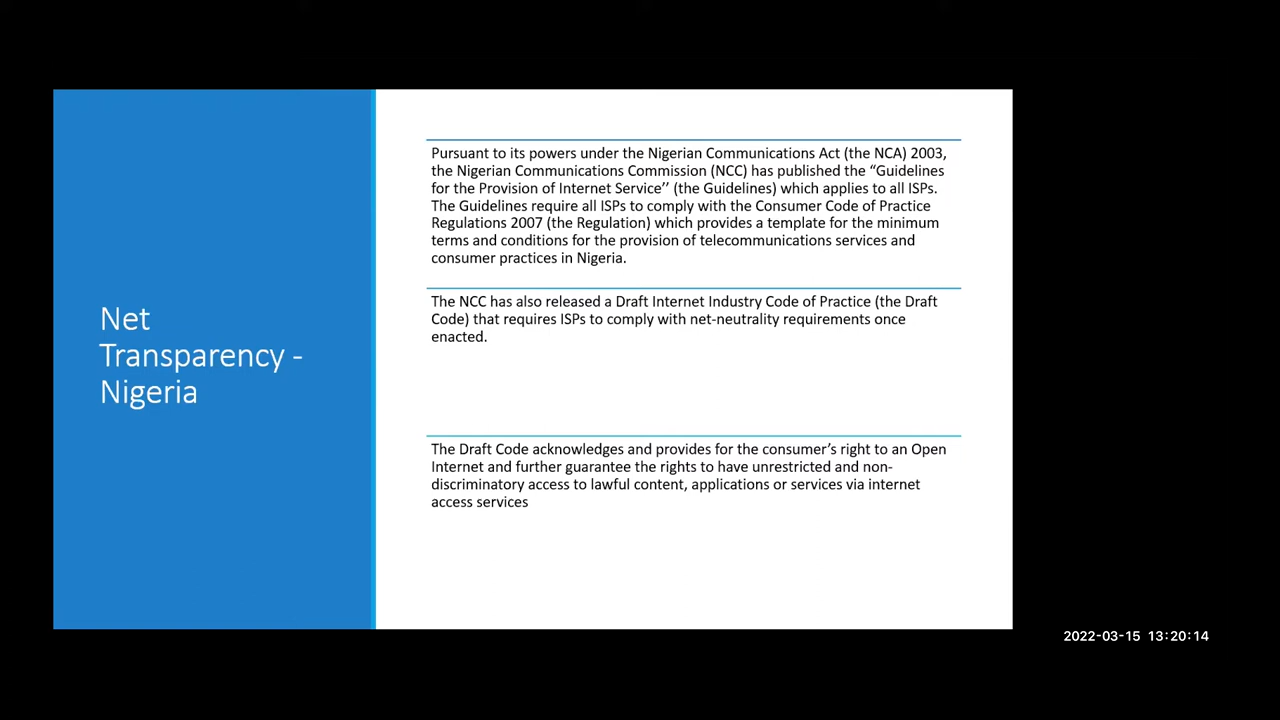 Net
Transparency -
Nigeria
Pursuant to its powers under the Nigerian Communications Act (the NCA) 2003,
the Nigerian Communications Commission (NCC) has published the “Guidelines
for the Provision of Internet Service’’ (the Guidelines) which applies to all ISPs.
The Guidelines require all ISPs to comply with the Consumer Code of Practice
Regulations 2007 (the Regulation) which provides a template for the minimum
terms and conditions for the provision of telecommunications services and
consumer practices in Nigeria.
The NCC has also released a Draft Internet Industry Code of Practice (the Draft
Code) that requires ISPs to comply with net-neutrality requirements once
enacted.
The Draft Code acknowledges and provides for the consumer’s right to an Open
Internet and further guarantee the rights to have unrestricted and non-
discriminatory access to lawful content, applications or services via internet
access services
2022-03-15 13:20:14